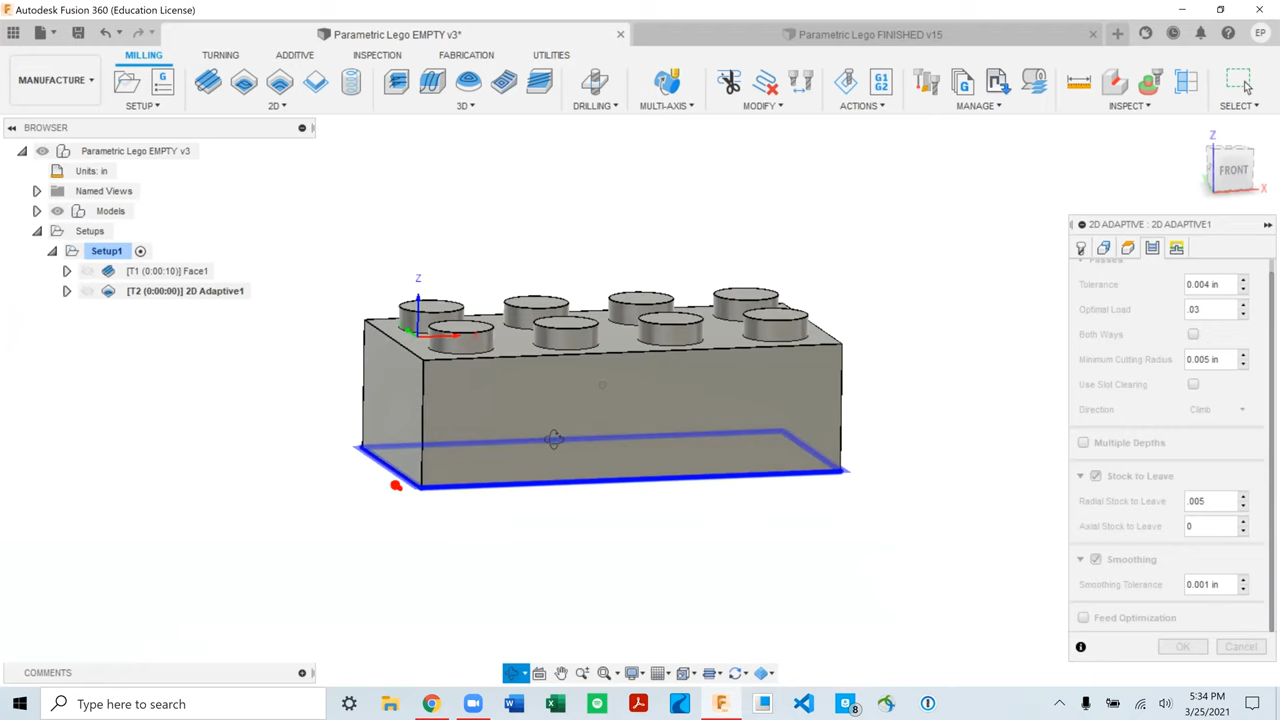 Autodesk Fusion 360 (Education License)
Parametric Lego EMPTY v3*
Parametric Lego FINISHED v15
EP
MILLING
TURNING
ADDITIVE
INSPECTION
FABRICATION
UTILITIES
MANUFACTURE
G
G1
G2
SETUP
2D
3D
DRILLING
MULTI-AXIS
MODIFY
ACTIONS
MANAGE
INSPECT
SELECT
BROWSER
Parametric Lego EMPTY v3
Units: in
Named Views
Models
Setups
Setup1
[T1 (0:00:10)] Face1
[T2 (0:00:00)] 2D Adaptive1
Z
Z
FRONT
X
2D ADAPTIVE : 2D ADAPTIVE1
Passes
Tolerance 0.004 in
Optimal Load .03
Both Ways
Minimum Cutting Radius 0.005 in
Use Slot Clearing
Direction Climb
Multiple Depths
Stock to Leave
Radial Stock to Leave .005
Axial Stock to Leave 0
Smoothing
Smoothing Tolerance 0.001 in
Feed Optimization
OK Cancel
COMMENTS
Type here to search
8
5:34 PM
3/25/2021